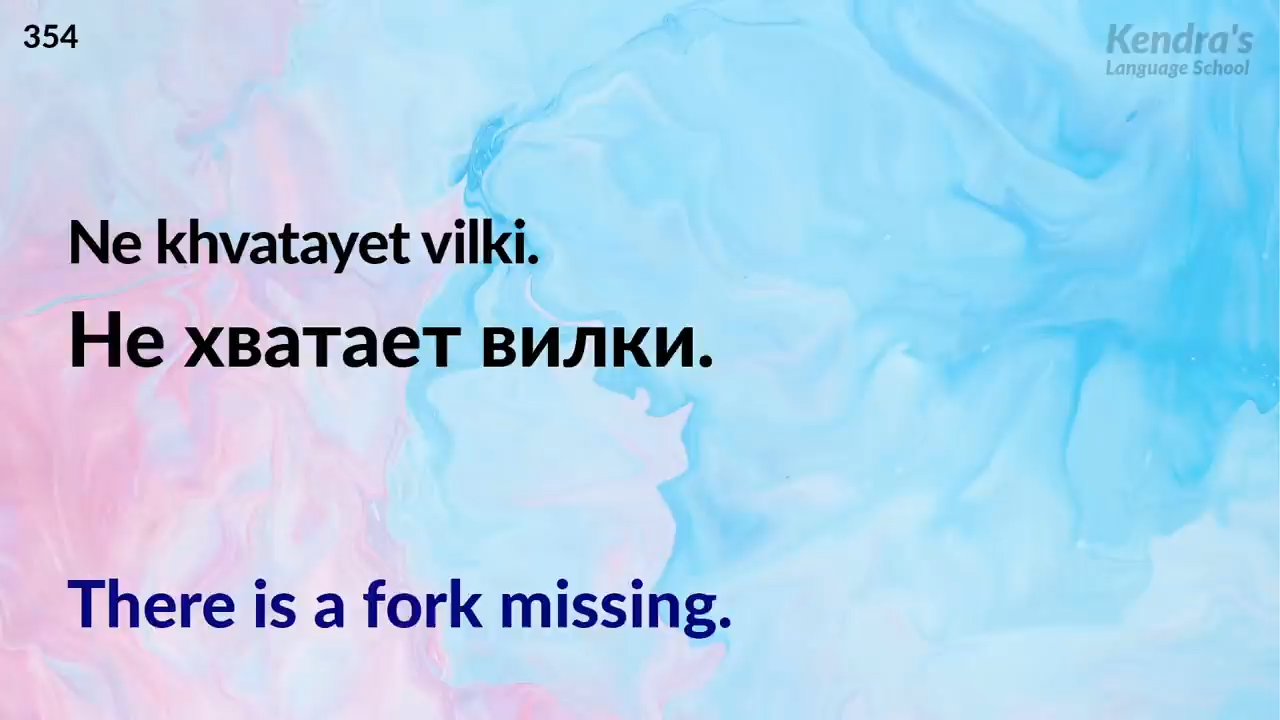 354
Kendra's
Language School
Ne khvatayet vilki.
Не хватает вилки.
There is a fork missing.